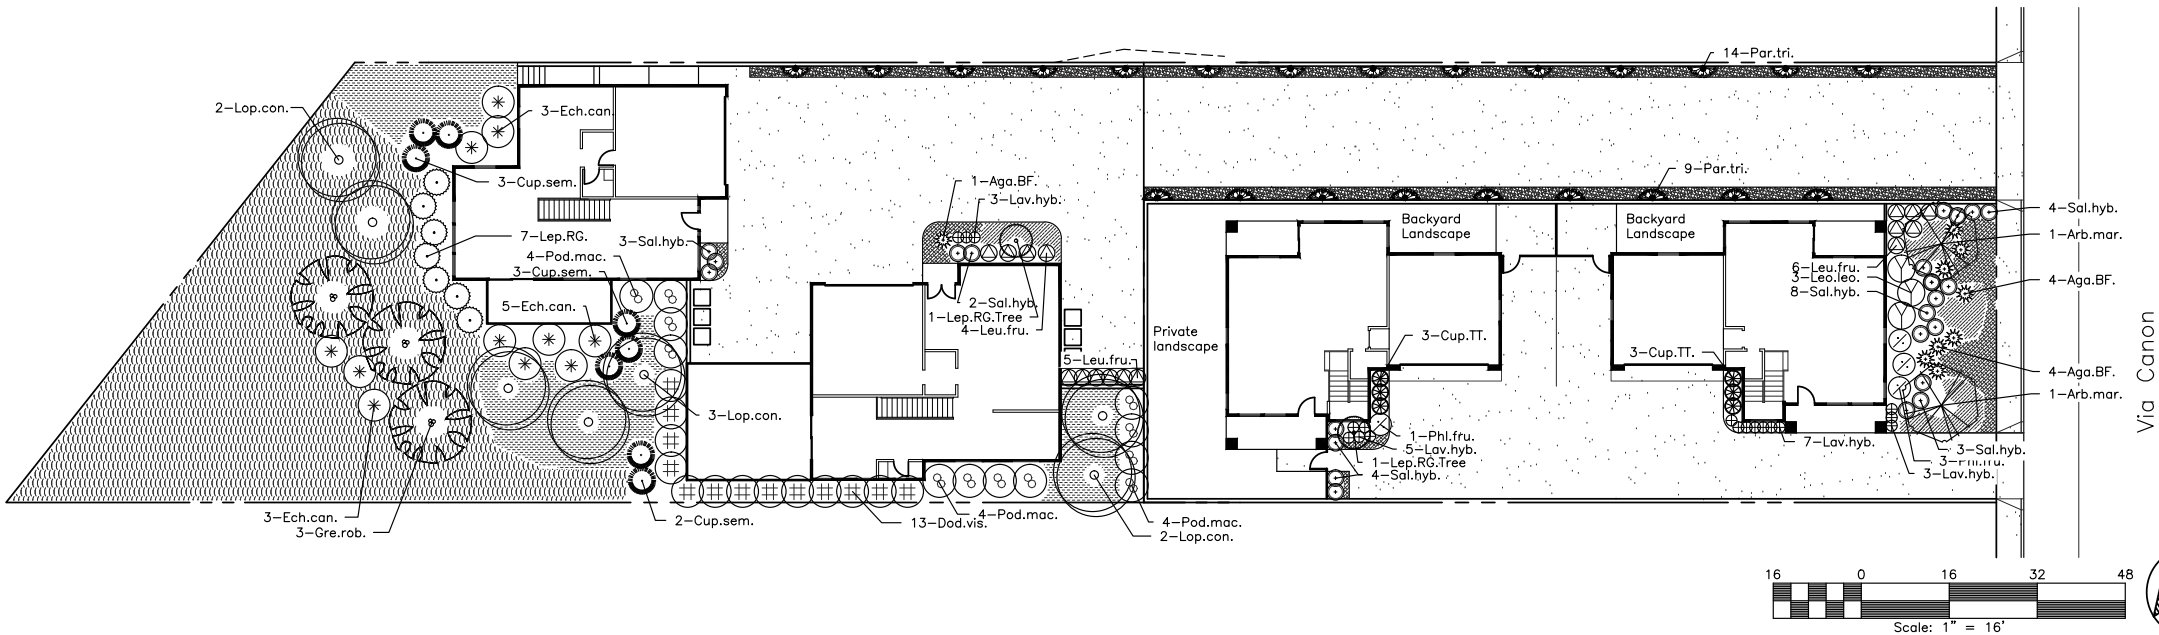 14-Par.tri.
2-Lop.con.
3-Ech.can.
9-Par.tri.
3-Cup.sem.
1-Aga.BF.
3-Lav.hyb.
4-Sal.hyb.
Backyard
Landscape
Backyard
Landscape
1-Arb.mar.
7-Lep.RG.
3-Sal.hyb.
4-Pod.mac.
3-Cup.sem.
6-Leu.fru.
3-Leo.leo.
8-Sal.hyb.
4-Aga.BF.
5-Ech.can.
2-Sal.hyb.
1-Lep.RG.Tree
4-Leu.fru.
Private
landscape
3-Cup.TT.
3-Cup.TT.
5-Leu.fru.
4-Aga.BF.
1-Arb.mar.
Via Canon
3-Lop.con.
1-Phl.fru.
5-Lav.hyb.
1-Lep.RG.Tree
4-Sal.hyb.
7-Lav.hyb.
3-Sal.hyb.
3-Phl.fru.
3-Lav.hyb.
3-Ech.can.
3-Gre.rob.
2-Cup.sem.
13-Dod.vis.
4-Pod.mac.
4-Pod.mac.
2-Lop.con.
16 0 16 32 48
Scale: 1" = 16'